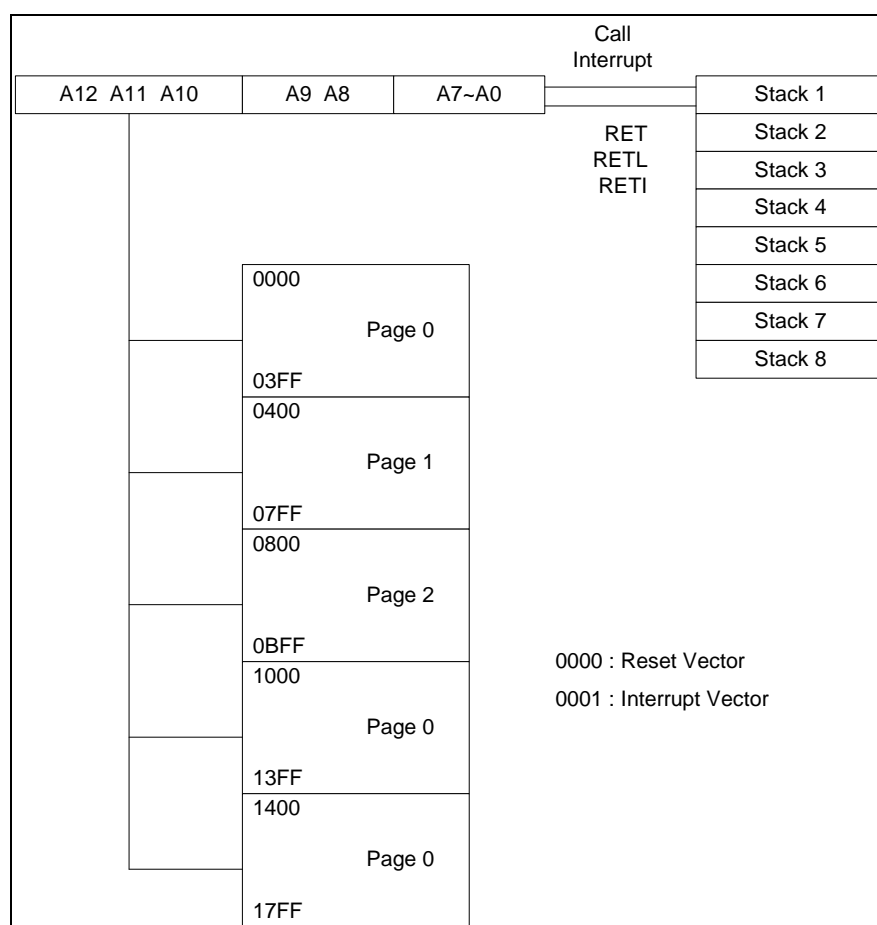 Call
Interrupt
A12 A11 A10
A9 A8
A7~A0
Stack 1
RET
RETL
RETI
Stack 2
Stack 3
Stack 4
Stack 5
Stack 6
Stack 7
Stack 8
0000
Page 0
03FF
0400
Page 1
07FF
0800
Page 2
0BFF
1000
Page 0
13FF
1400
Page 0
17FF
0000 : Reset Vector
0001 : Interrupt Vector